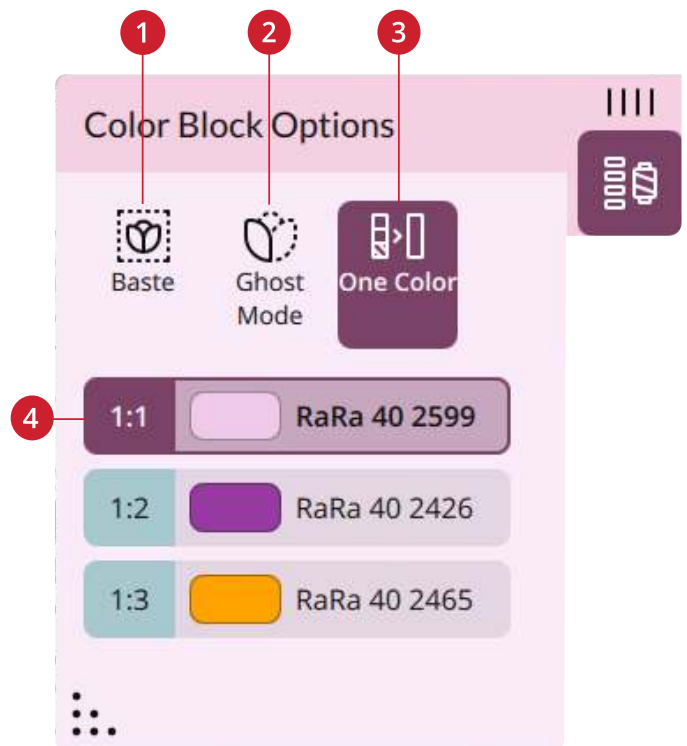 1 2 3
Color Block Options
Baste Ghost Mode One Color
4
1:1 RaRa 40 2599
1:2 RaRa 40 2426
1:3 RaRa 40 2465